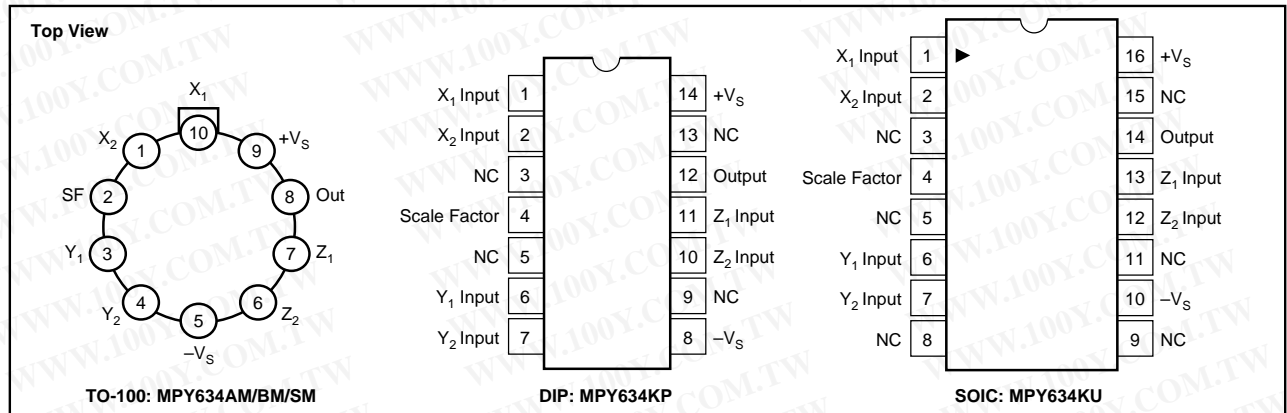 Top View
X1
10
X2
1
9
+VS
SF
2
8
Out
Y1
3
7
Z1
Y2
4
6
Z2
5
–VS
TO-100: MPY634AM/BM/SM
X1 Input 1
14 +VS
X2 Input 2
13 NC
NC 3
12 Output
Scale Factor 4
11 Z1 Input
NC 5
10 Z2 Input
Y1 Input 6
9 NC
Y2 Input 7
8 –VS
DIP: MPY634KP
X1 Input 1
16 +VS
X2 Input 2
15 NC
NC 3
14 Output
Scale Factor 4
13 Z1 Input
NC 5
12 Z2 Input
Y1 Input 6
11 NC
Y2 Input 7
10 –VS
NC 8
9 NC
SOIC: MPY634KU
WWW.100Y.COM.TW